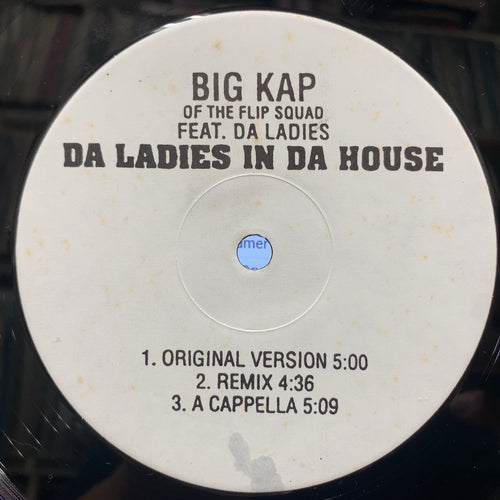 BIG KAP
OF THE FLIP SQUAD
FEAT. DA LADIES
DA LADIES IN DA HOUSE
1. ORIGINAL VERSION 5:00
2. REMIX 4:36
3. A CAPPELLA 5:09